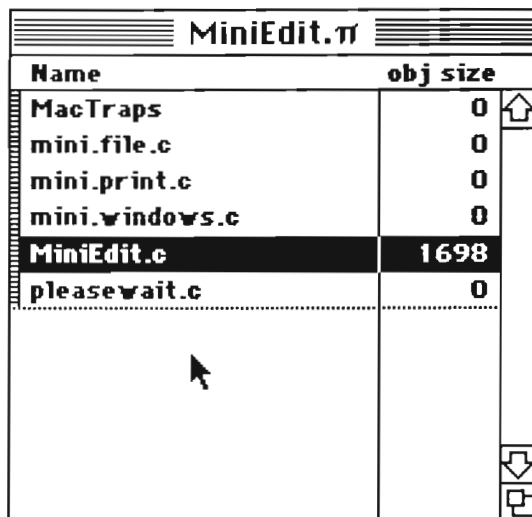 MiniEdit.π
Name obj size
MacTraps 0
mini.file.c 0
mini.print.c 0
mini.windows.c 0
MiniEdit.c 1698
pleasewait.c 0